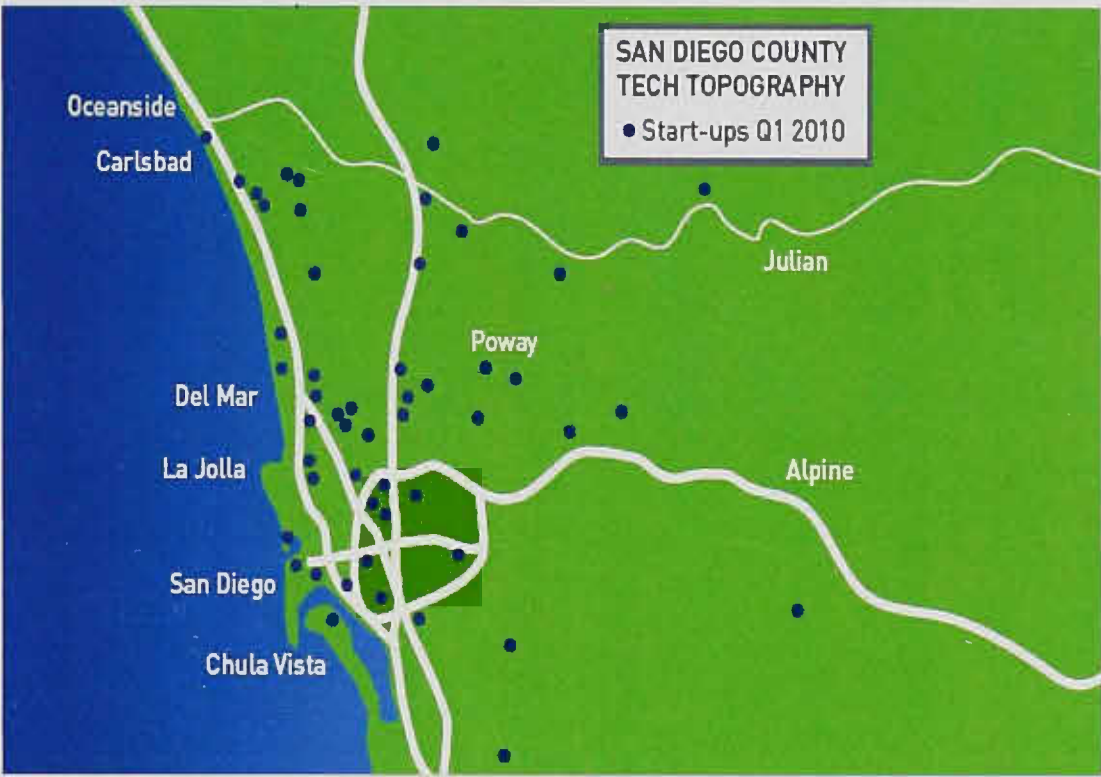 SAN DIEGO COUNTY
TECH TOPOGRAPHY
Start-ups Q1 2010
Oceanside
Carlsbad
Julian
Poway
Del Mar
La Jolla
Alpine
San Diego
Chula Vista